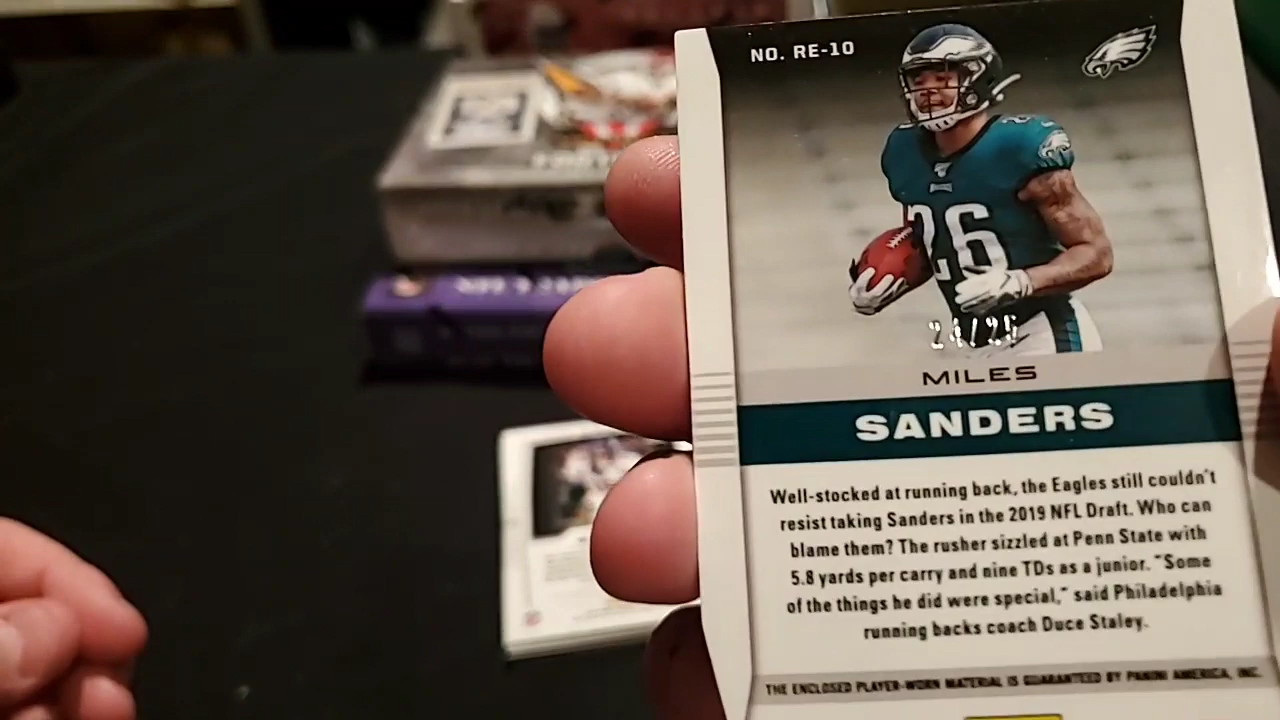 NO. RE-10
26
24/25
MILES
SANDERS
Well-stocked at running back, the Eagles still couldn't
resist taking Sanders in the 2019 NFL Draft. Who can
blame them? The rusher sizzled at Penn State with
5.8 yards per carry and nine TDs as a junior. "Some
of the things he did were special," said Philadelphia
running backs coach Duce Staley.
THE ENCLOSED PLAYER-WORN MATERIAL IS GUARANTEED BY PANINI AMERICA, INC.